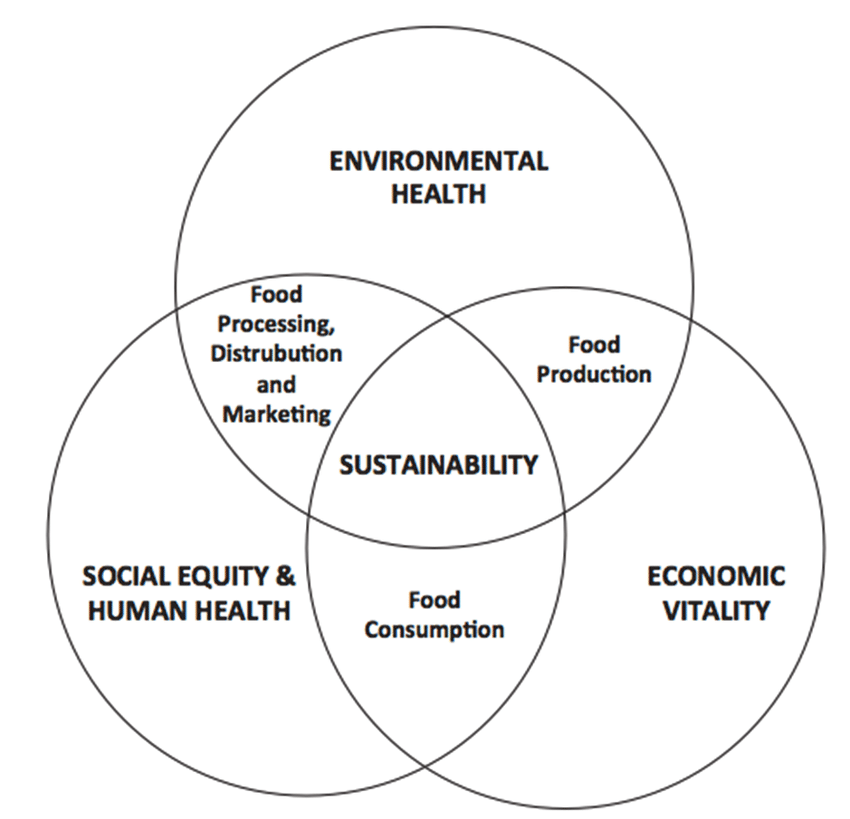 ENVIRONMENTAL
HEALTH
Food
Processing,
Distrubution
and
Marketing
Food
Production
SUSTAINABILITY
SOCIAL EQUITY &
HUMAN HEALTH
Food
Consumption
ECONOMIC
VITALITY